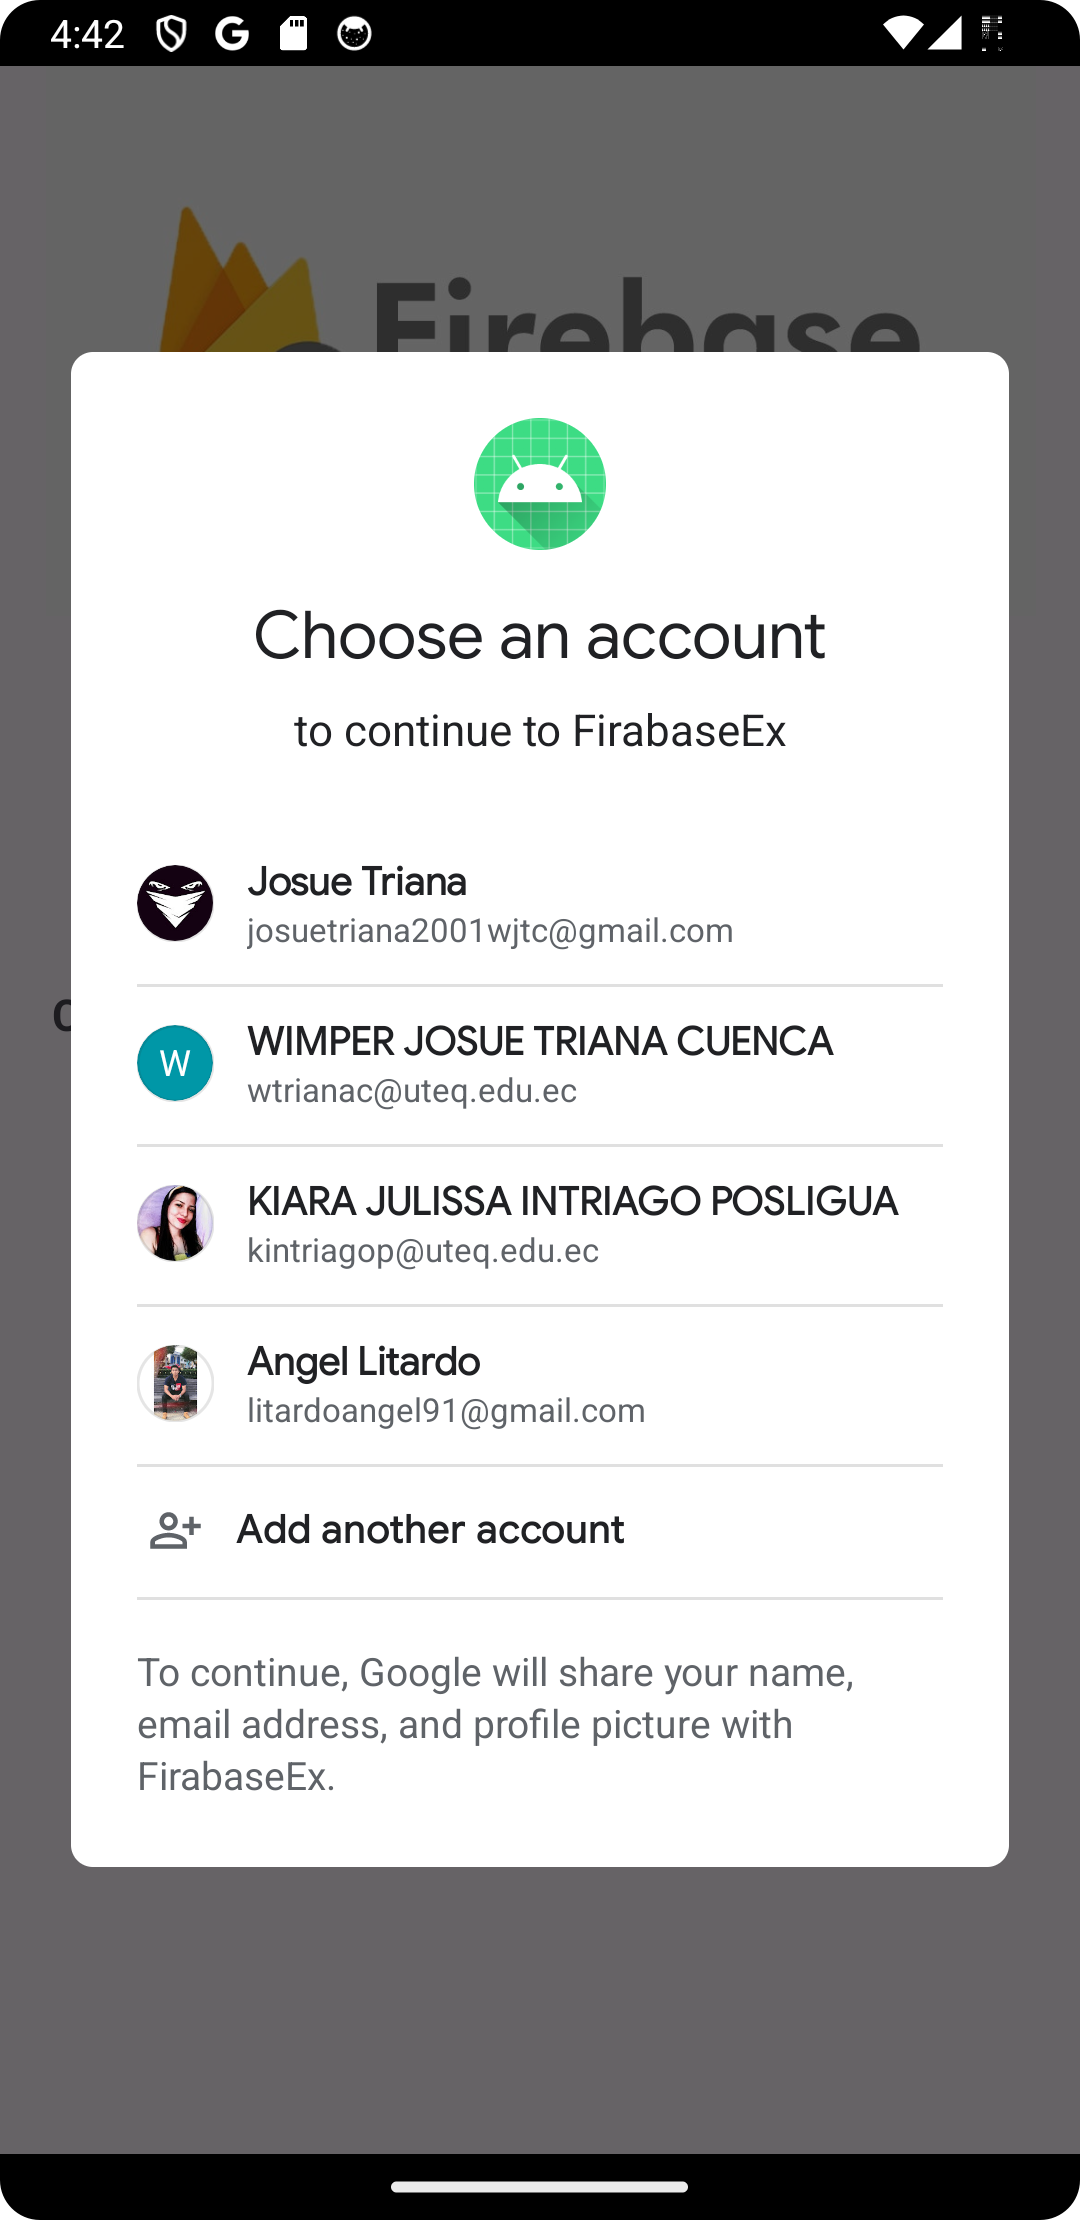 4:42
Firebase
Choose an account
to continue to FirabaseEx
Josue Triana
josuetriana2001wjtc@gmail.com
W
WIMPER JOSUE TRIANA CUENCA
wtrianac@uteq.edu.ec
KIARA JULISSA INTRIAGO POSLIGUA
kintriagop@uteq.edu.ec
Angel Litardo
litardoangel91@gmail.com
Add another account
To continue, Google will share your name,
email address, and profile picture with
FirabaseEx.